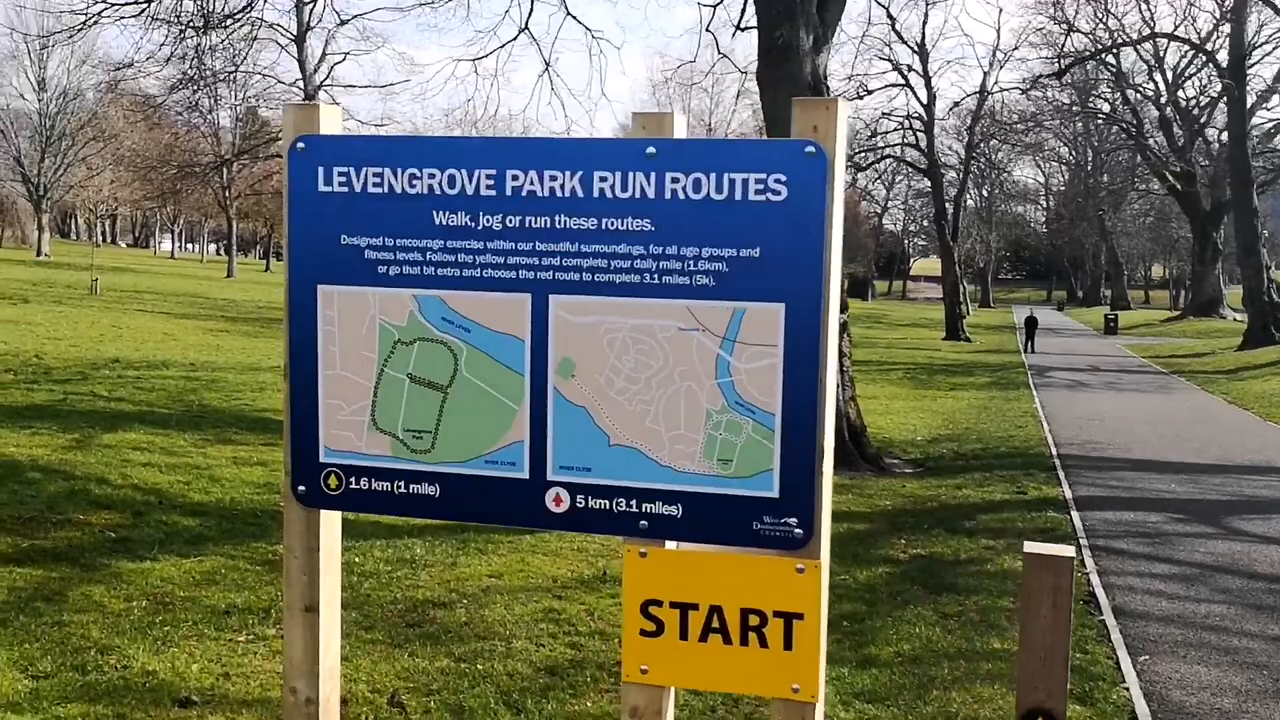 LEVENGROVE PARK RUN ROUTES
Walk, jog or run these routes.
Designed to encourage exercise within our beautiful surroundings, for all age groups and
fitness levels. Follow the yellow arrows and complete your daily mile (1.6km),
or go that bit extra and choose the red route to complete 3.1 miles (5k).
RIVER LEVEN
Levengrove
Park
RIVER CLYDE
RIVER CLYDE
1.6 km (1 mile)
5 km (3.1 miles)
West
Dunbartonshire
COUNCIL
START